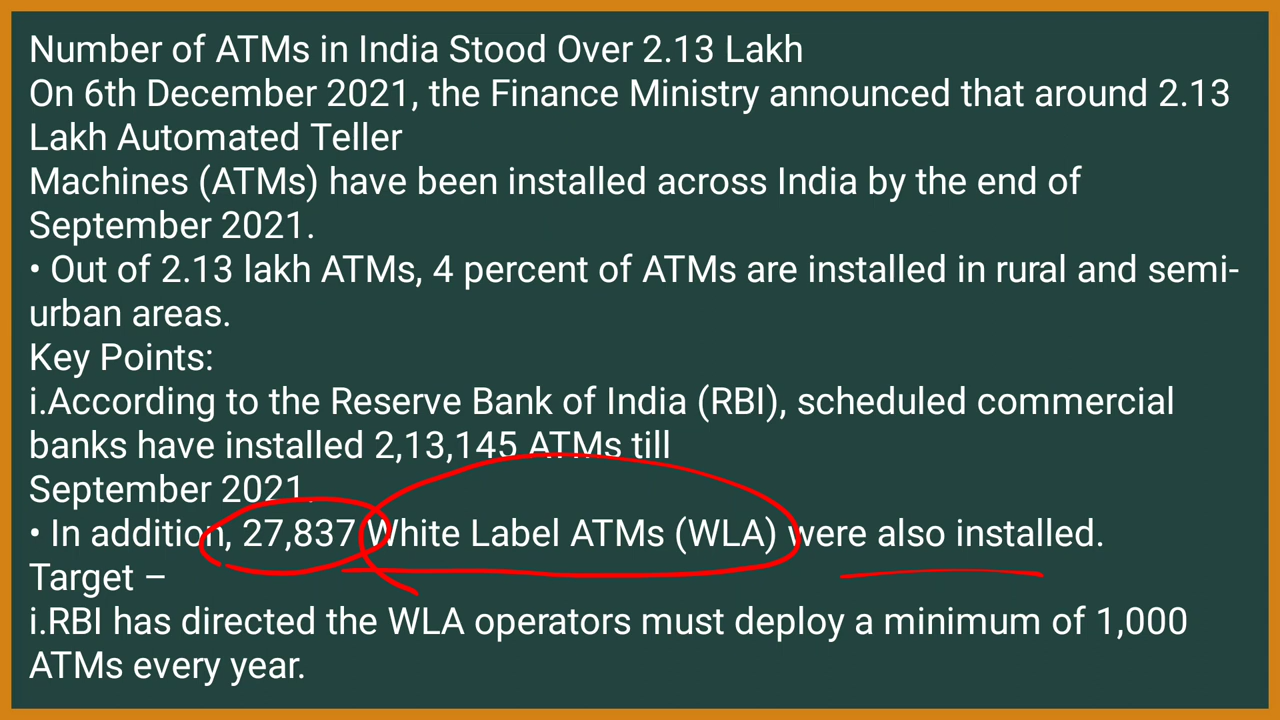 Number of ATMs in India Stood Over 2.13 Lakh
On 6th December 2021, the Finance Ministry announced that around 2.13
Lakh Automated Teller
Machines (ATMs) have been installed across India by the end of
September 2021.
• Out of 2.13 lakh ATMs, 4 percent of ATMs are installed in rural and semi-
urban areas.
Key Points:
i.According to the Reserve Bank of India (RBI), scheduled commercial
banks have installed 2,13,145 ATMs till
September 2021.
• In addition, 27,837 White Label ATMs (WLA) were also installed.
Target –
i.RBI has directed the WLA operators must deploy a minimum of 1,000
ATMs every year.